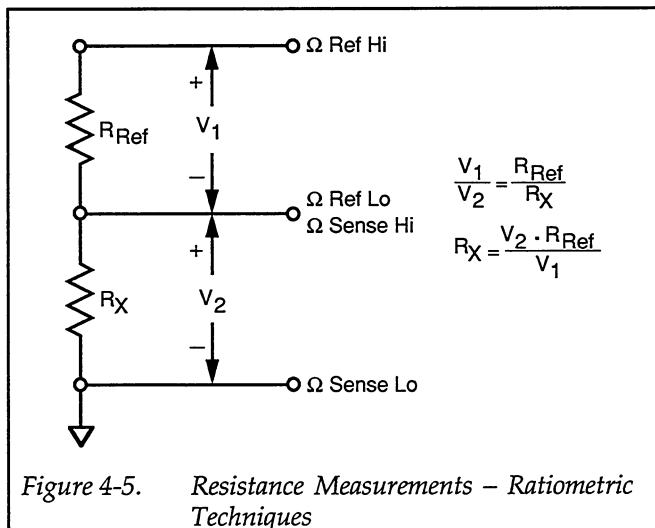 Ω Ref Hi
+
R_Ref
V_1
−
Ω Ref Lo
Ω Sense Hi
V_1/V_2 = R_Ref/R_X
R_X = V_2 . R_Ref/V_1
+
R_X
V_2
−
Ω Sense Lo
Figure 4-5. Resistance Measurements – Ratiometric
Techniques